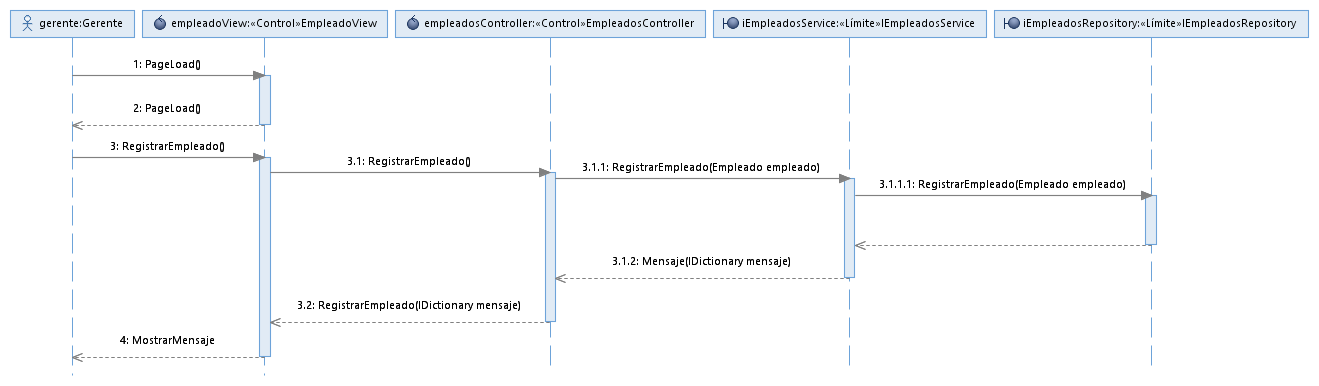 gerente:Gerente
empleadoView:«Control»EmpleadoView
empleadosController:«Control»EmpleadosController
iEmpleadosService:«Límite»IEmpleadosService
iEmpleadosRepository:«Límite»IEmpleadosRepository
1: PageLoad()
2: PageLoad()
3: RegistrarEmpleado()
3.1: RegistrarEmpleado()
3.1.1: RegistrarEmpleado(Empleado empleado)
3.1.1.1: RegistrarEmpleado(Empleado empleado)
3.1.2: Mensaje(IDictionary mensaje)
3.2: RegistrarEmpleado(IDictionary mensaje)
4: MostrarMensaje